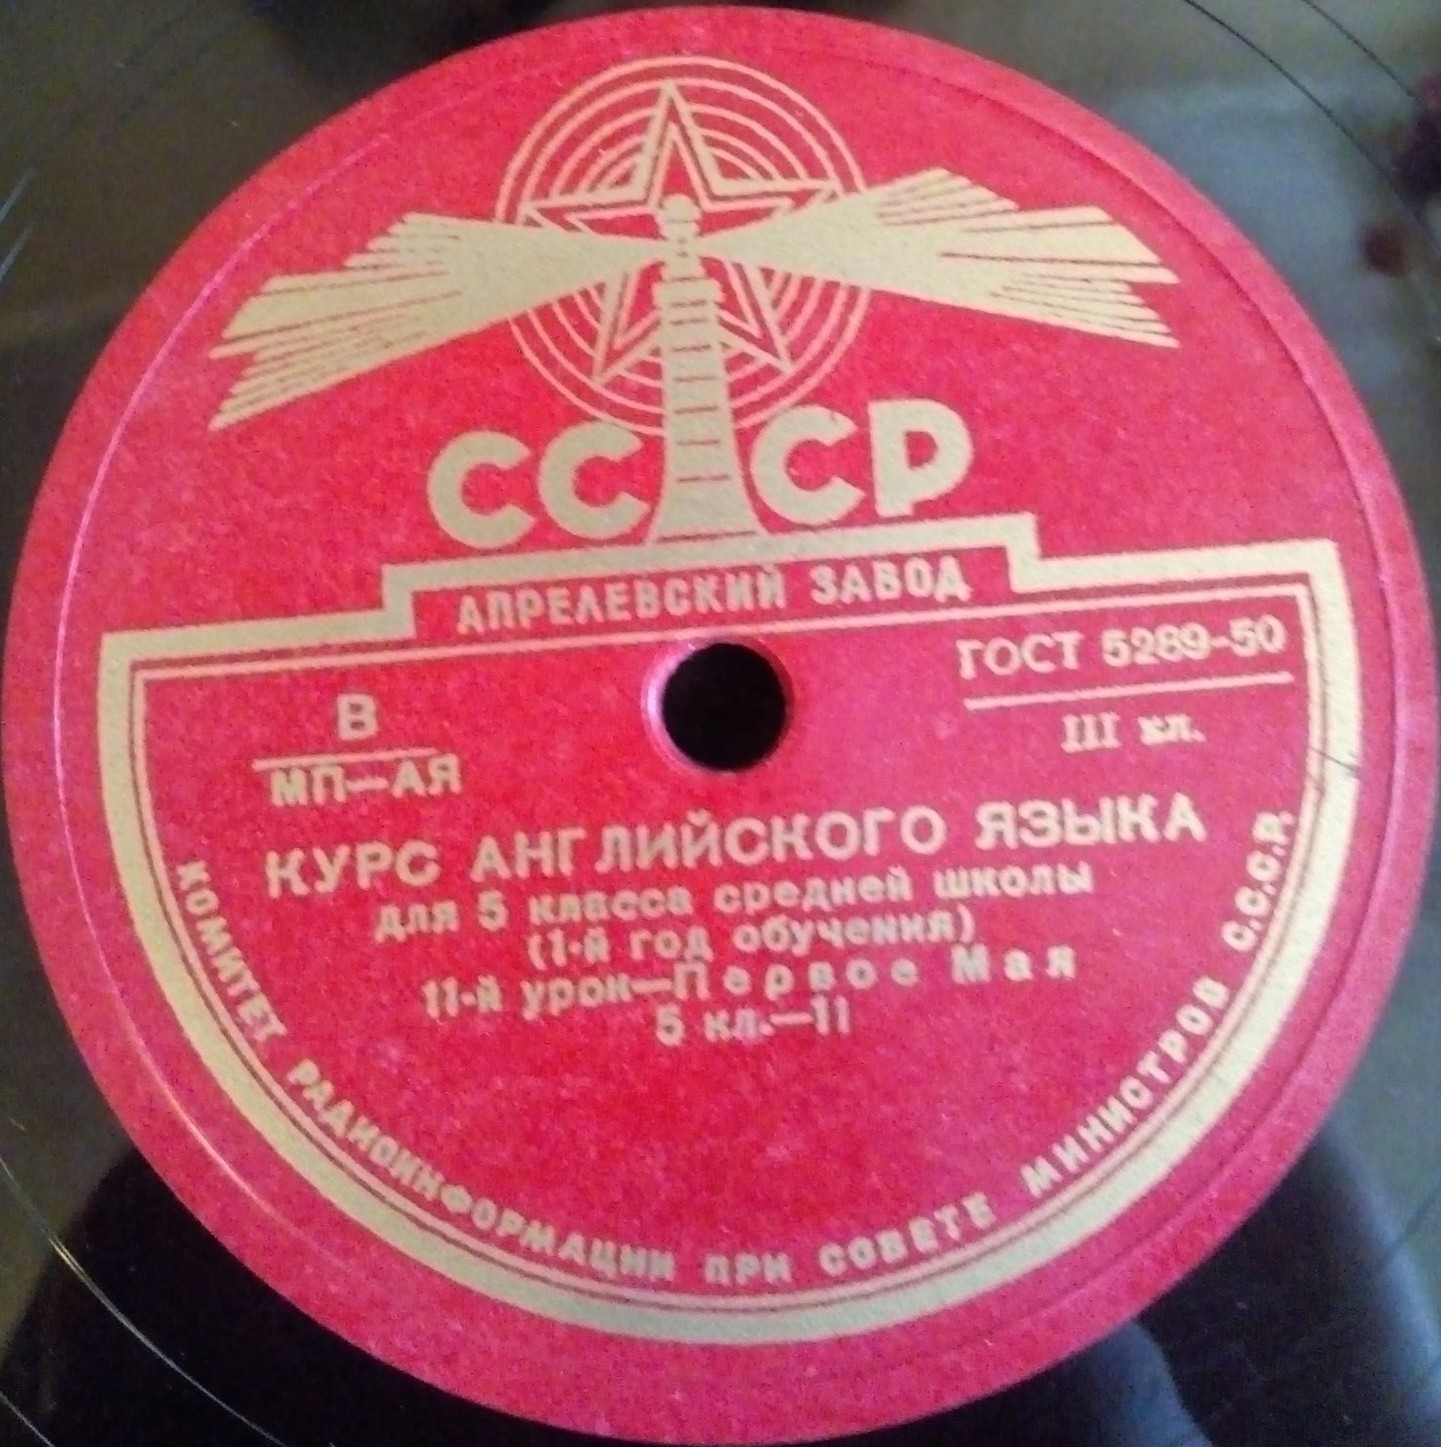 СССР
АПРЕЛЕВСКИЙ ЗАВОД
ГОСТ 5289-50
III кл.
В
МП—АЯ
КУРС АНГЛИЙСКОГО ЯЗЫКА
для 5 класса средней школы
(1-й год обучения)
11-й урок—Первое Мая
5 кл.—11
КОМИТЕТ РАДИОИНФОРМАЦИИ ПРИ СОВЕТЕ МИНИСТРОВ С.С.С.Р.